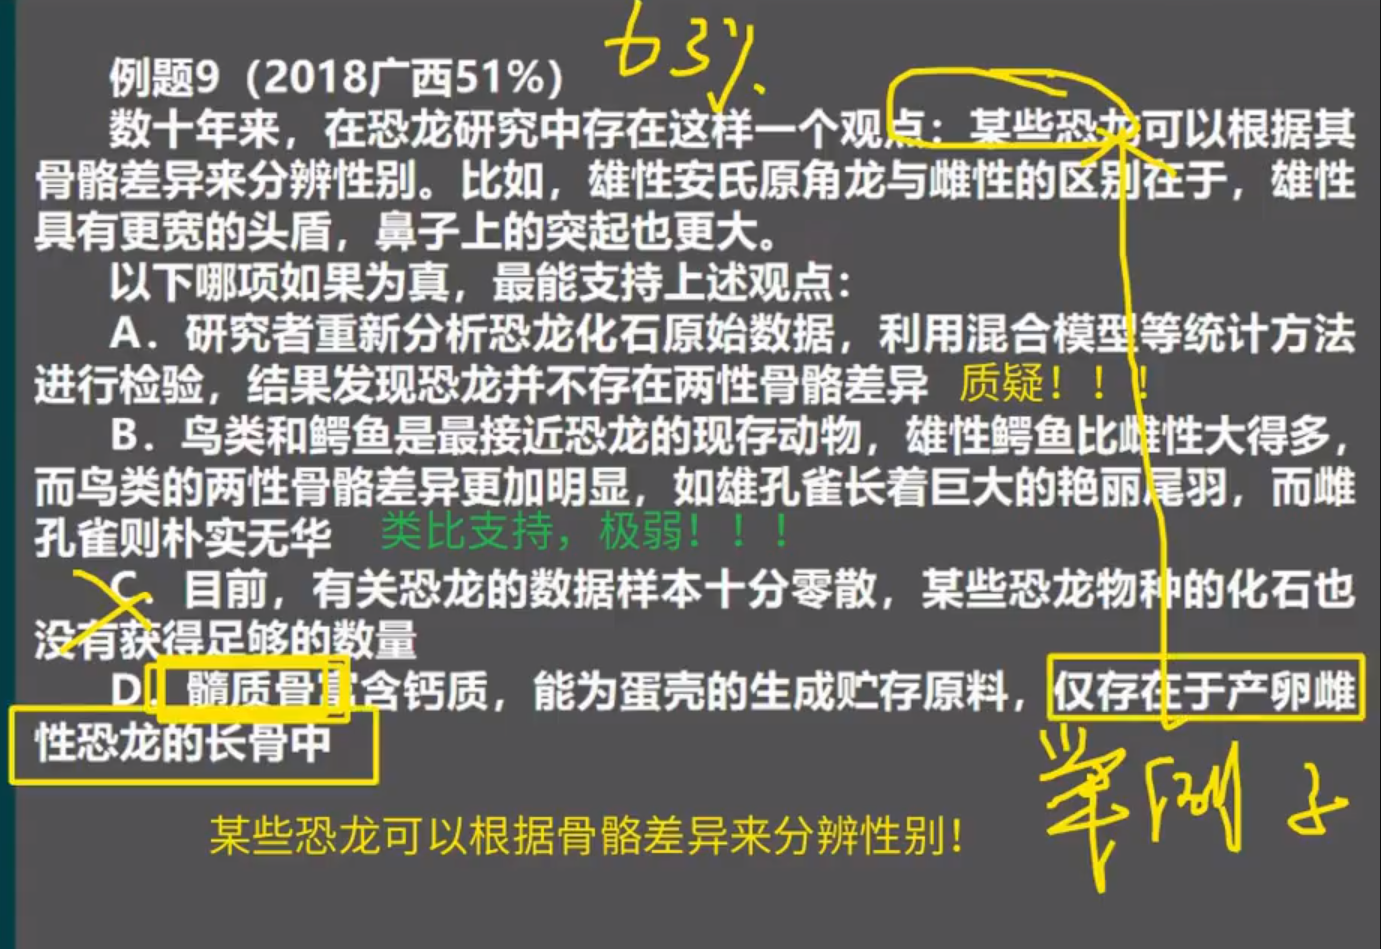 63%.
例题9（2018广西51%）
数十年来，在恐龙研究中存在这样一个观点：某些恐龙可以根据其
骨骼差异来分辨性别。比如，雄性安氏原角龙与雌性的区别在于，雄性
具有更宽的头盾，鼻子上的突起也更大。
以下哪项如果为真，最能支持上述观点：
A．研究者重新分析恐龙化石原始数据，利用混合模型等统计方法
进行检验，结果发现恐龙并不存在两性骨骼差异 质疑！！！
B．鸟类和鳄鱼是最接近恐龙的现存动物，雄性鳄鱼比雌性大得多，
而鸟类的两性骨骼差异更加明显，如雄孔雀长着巨大的艳丽尾羽，而雌
孔雀则朴实无华 类比支持，极弱！！！
C．目前，有关恐龙的数据样本十分零散，某些恐龙物种的化石也
没有获得足够的数量
D．髓质骨富含钙质，能为蛋壳的生成贮存原料，仅存在于产卵雌
性恐龙的长骨中
举例子
某些恐龙可以根据骨骼差异来分辨性别！